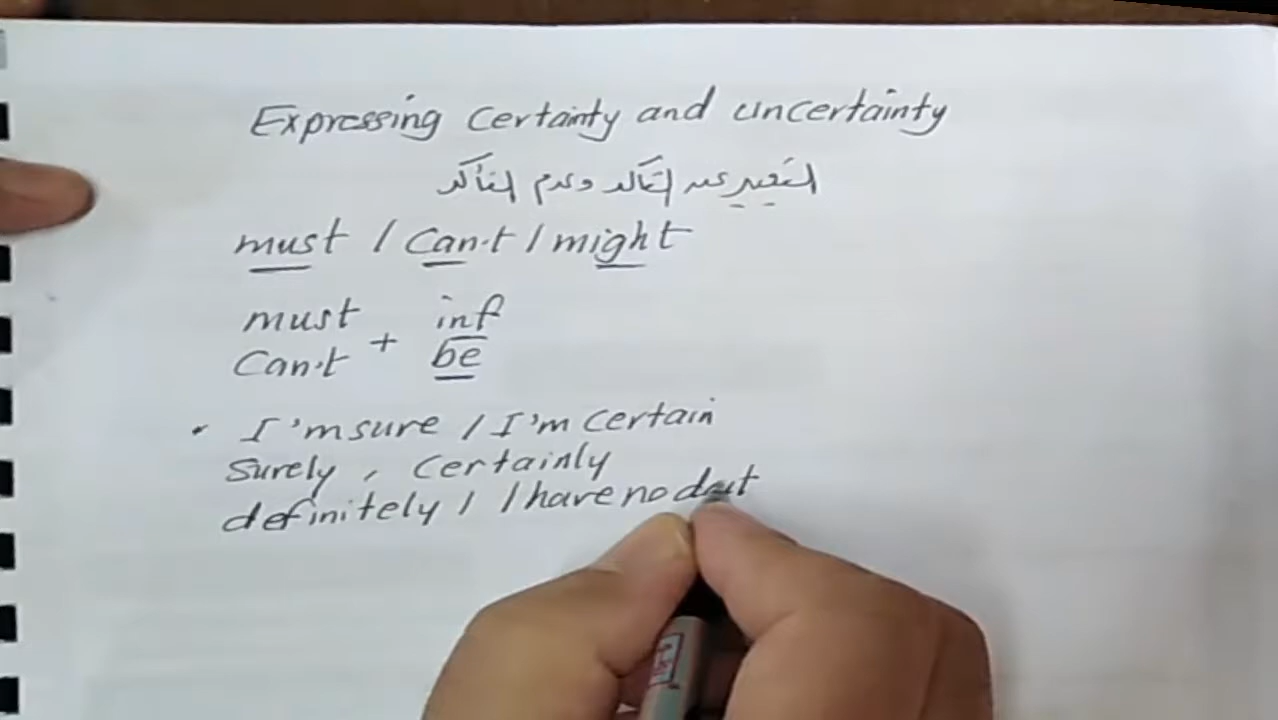 Expressing Certainty and uncertainty
التعبير عن التأكد وعدم التأكد
must / Can't / might
must inf
+
Can't be
• I'm sure / I'm Certain
Surely, Certainly
definitely / I have no dut